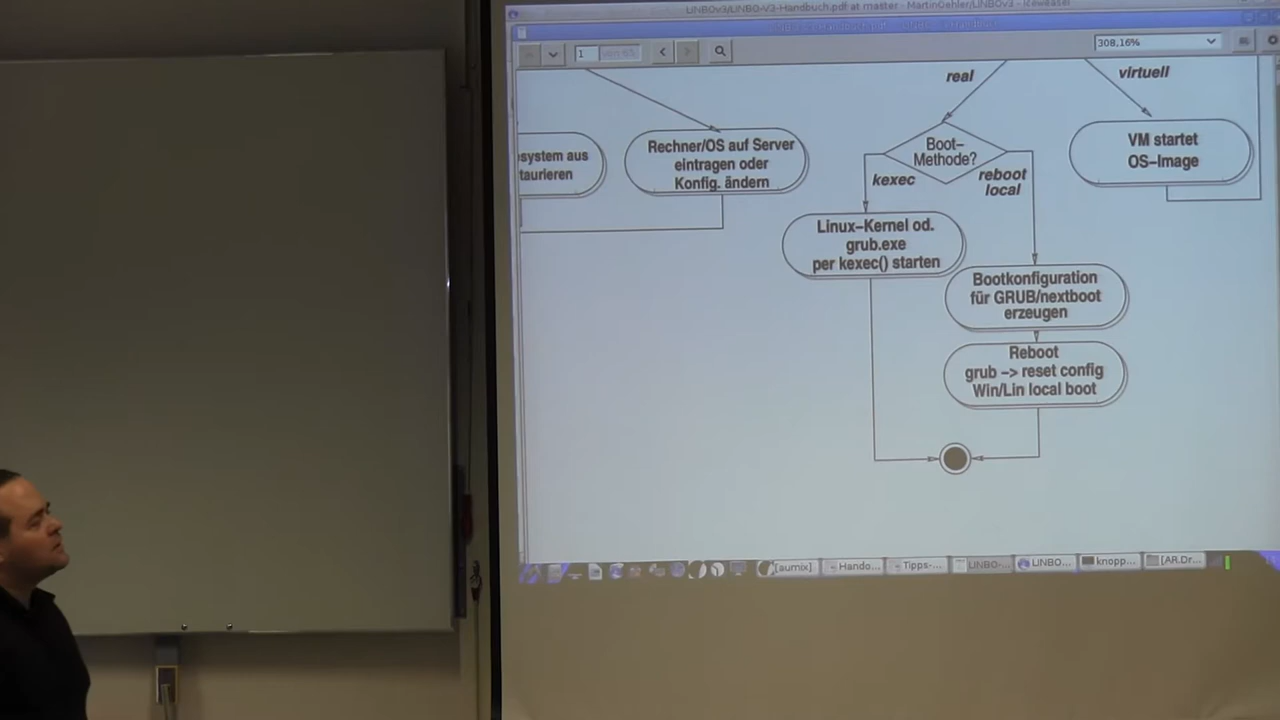 LINBOv3/LINBO-V3-Handbuch.pdf at master · MartinOehler/LINBOv3 - Iceweasel
1
308,16%
real
virtuell
system aus
taurieren
Rechner/OS auf Server
eintragen oder
Konfig. ändern
Boot–
Methode?
kexec
reboot
local
VM startet
OS–Image
Linux–Kernel od.
grub.exe
per kexec() starten
Bootkonfiguration
für GRUB/nextboot
erzeugen
Reboot
grub –> reset config
Win/Lin local boot
[aumix]
Hando...
Tipps-...
LINBO-...
LINBO...
knopp...
[AR.Dr...